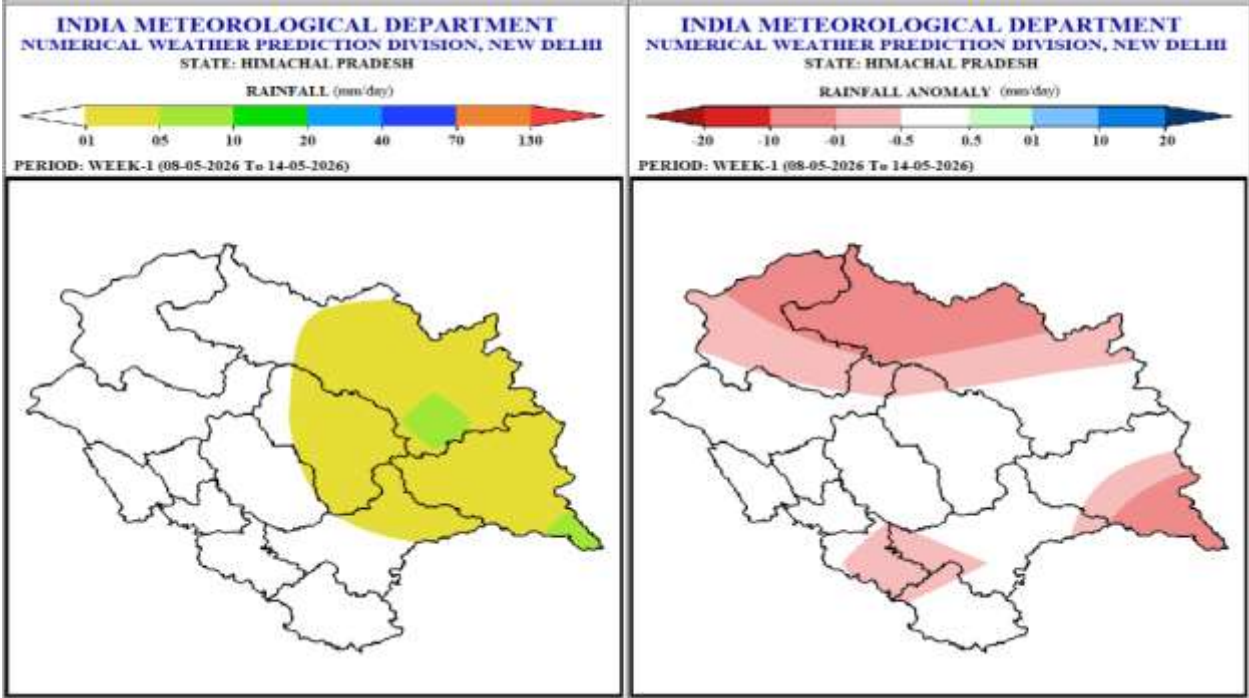 INDIA METEOROLOGICAL DEPARTMENT
NUMERICAL WEATHER PREDICTION DIVISION, NEW DELHI
STATE: HIMACHAL PRADESH
RAINFALL (mm/day)
01 05 10 20 40 70 130
PERIOD: WEEK-1 (08-05-2026 To 14-05-2026)
INDIA METEOROLOGICAL DEPARTMENT
NUMERICAL WEATHER PREDICTION DIVISION, NEW DELHI
STATE: HIMACHAL PRADESH
RAINFALL ANOMALY (mm/day)
-20 -10 -01 -0.5 0.5 01 10 20
PERIOD: WEEK-1 (08-05-2026 To 14-05-2026)